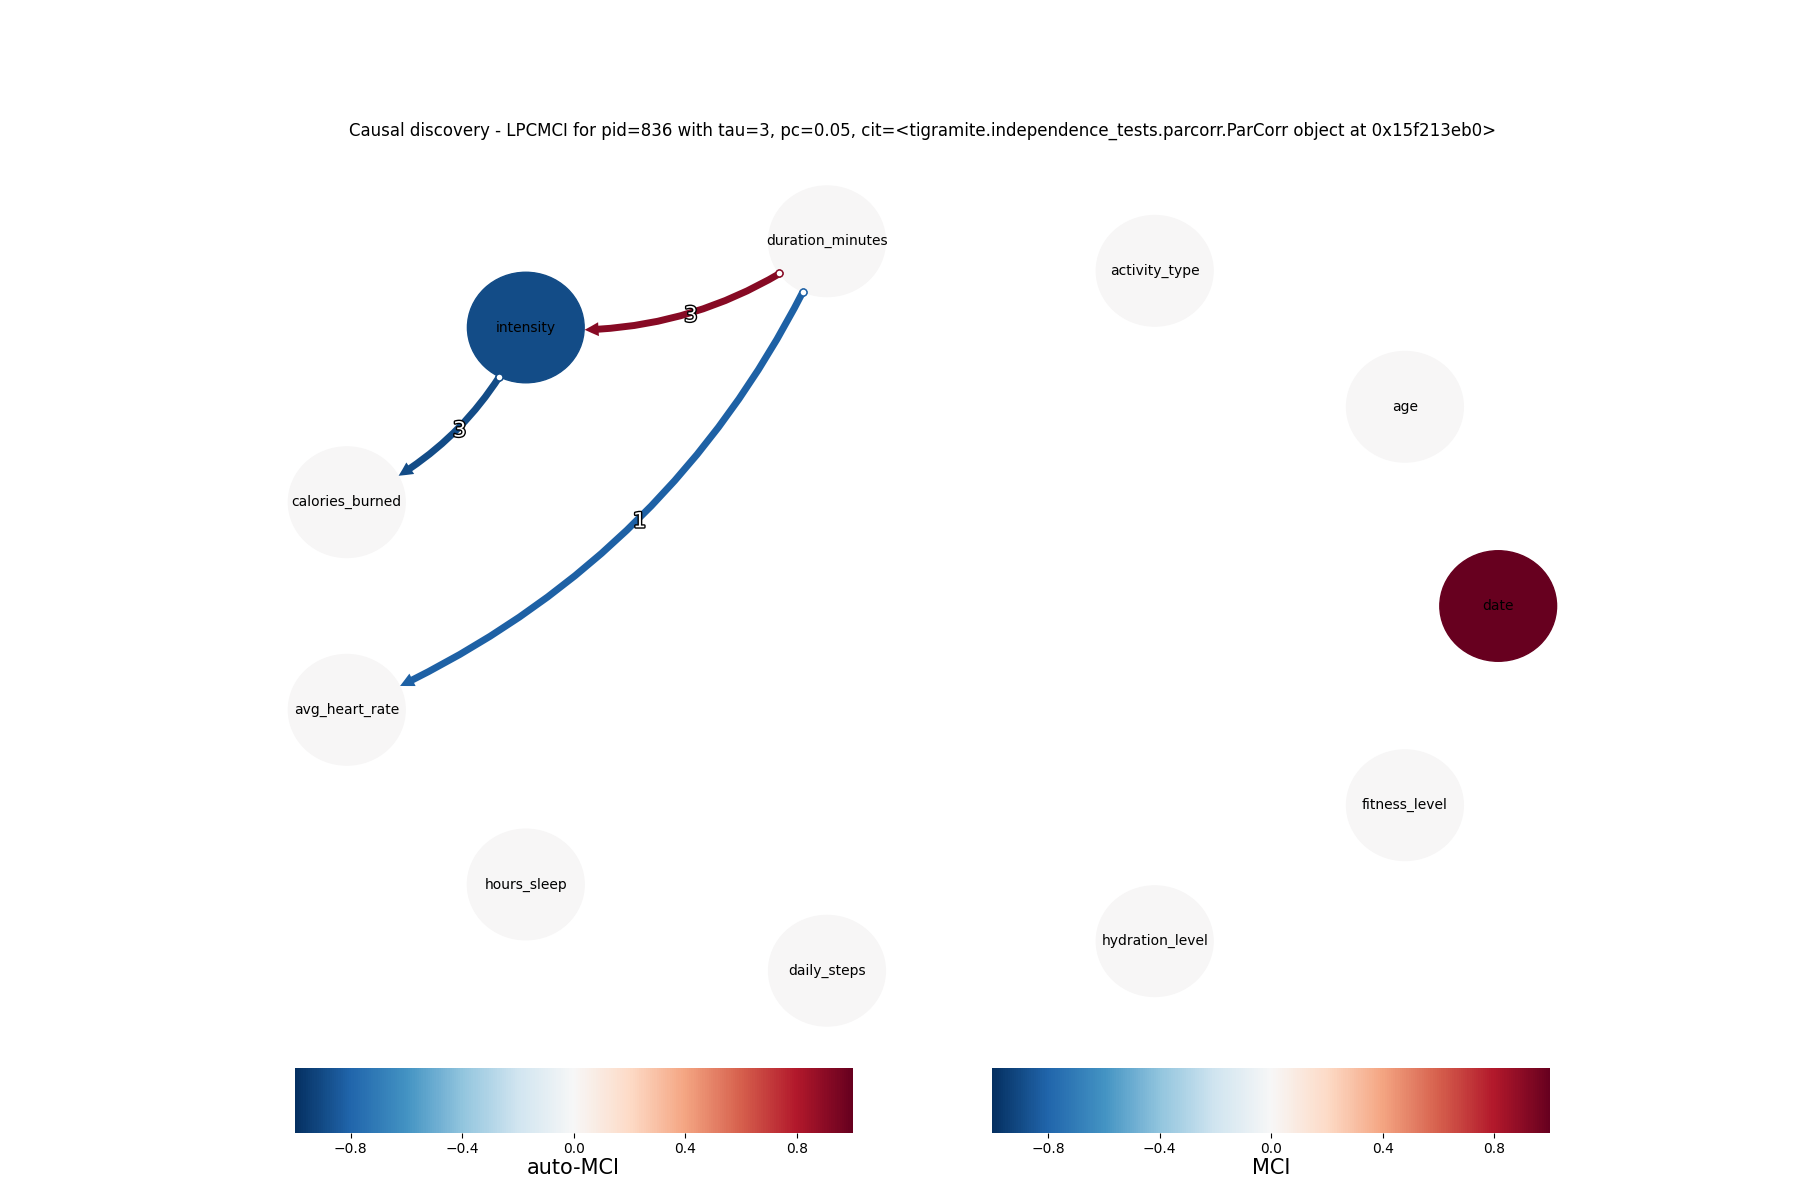 Causal discovery - LPCMCI for pid=836 with tau=3, pc=0.05, cit=<tigramite.independence_tests.parcorr.ParCorr object at 0x15f213eb0>
duration_minutes
activity_type
3
intensity
age
3
calories_burned
1
date
avg_heart_rate
fitness_level
hours_sleep
hydration_level
daily_steps
−0.8 −0.4 0.0 0.4 0.8
auto-MCI
−0.8 −0.4 0.0 0.4 0.8
MCI